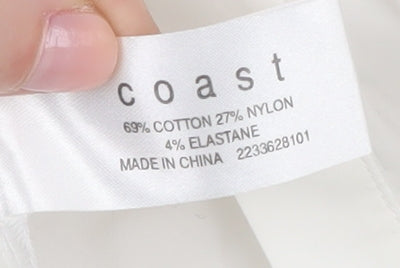 coast
69% COTTON 27% NYLON
4% ELASTANE
MADE IN CHINA 2233628101